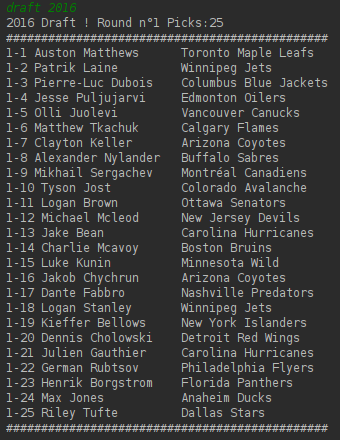 draft 2016
2016 Draft ! Round n°1 Picks:25
##############################################
1-1 Auston Matthews Toronto Maple Leafs
1-2 Patrik Laine Winnipeg Jets
1-3 Pierre-Luc Dubois Columbus Blue Jackets
1-4 Jesse Puljujarvi Edmonton Oilers
1-5 Olli Juolevi Vancouver Canucks
1-6 Matthew Tkachuk Calgary Flames
1-7 Clayton Keller Arizona Coyotes
1-8 Alexander Nylander Buffalo Sabres
1-9 Mikhail Sergachev Montréal Canadiens
1-10 Tyson Jost Colorado Avalanche
1-11 Logan Brown Ottawa Senators
1-12 Michael Mcleod New Jersey Devils
1-13 Jake Bean Carolina Hurricanes
1-14 Charlie Mcavoy Boston Bruins
1-15 Luke Kunin Minnesota Wild
1-16 Jakob Chychrun Arizona Coyotes
1-17 Dante Fabbro Nashville Predators
1-18 Logan Stanley Winnipeg Jets
1-19 Kieffer Bellows New York Islanders
1-20 Dennis Cholowski Detroit Red Wings
1-21 Julien Gauthier Carolina Hurricanes
1-22 German Rubtsov Philadelphia Flyers
1-23 Henrik Borgstrom Florida Panthers
1-24 Max Jones Anaheim Ducks
1-25 Riley Tufte Dallas Stars
##############################################